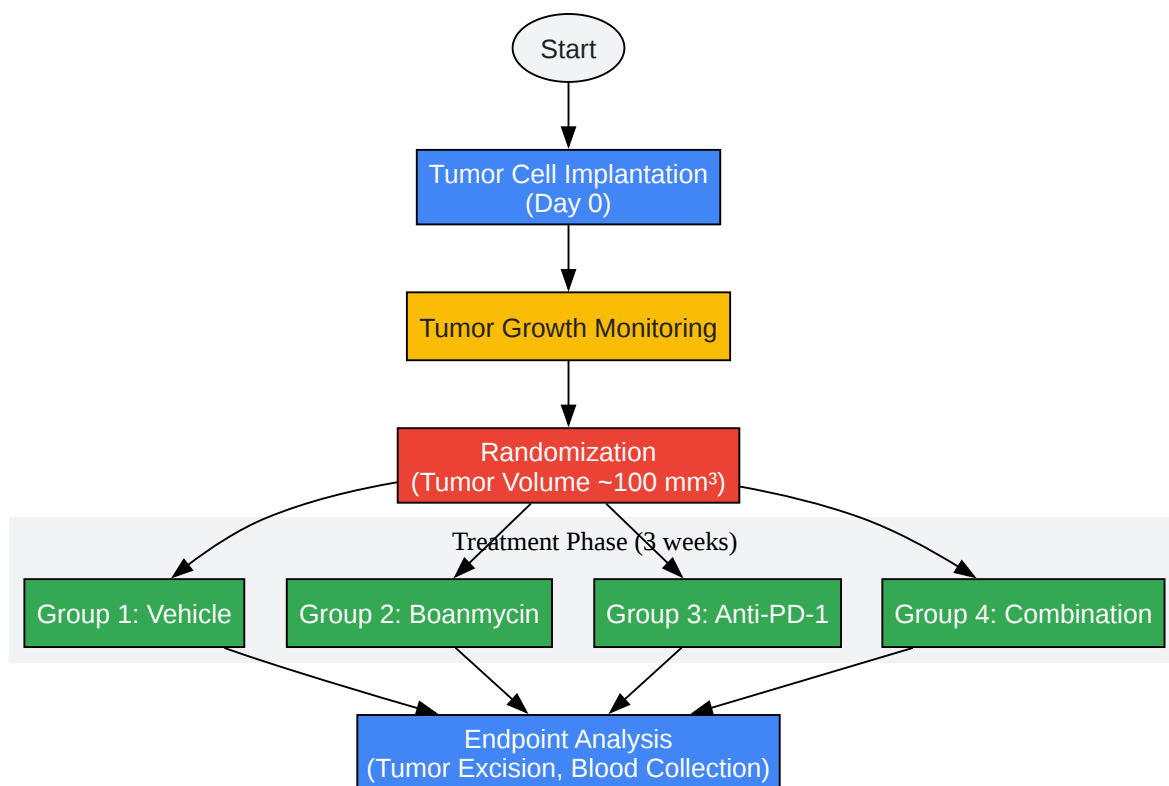 Start
Tumor Cell Implantation
(Day 0)
Tumor Growth Monitoring
Randomization
(Tumor Volume ~100 mm³)
Treatment Phase (3 weeks)
Group 1: Vehicle
Group 2: Boanmycin
Group 3: Anti-PD-1
Group 4: Combination
Endpoint Analysis
(Tumor Excision, Blood Collection)